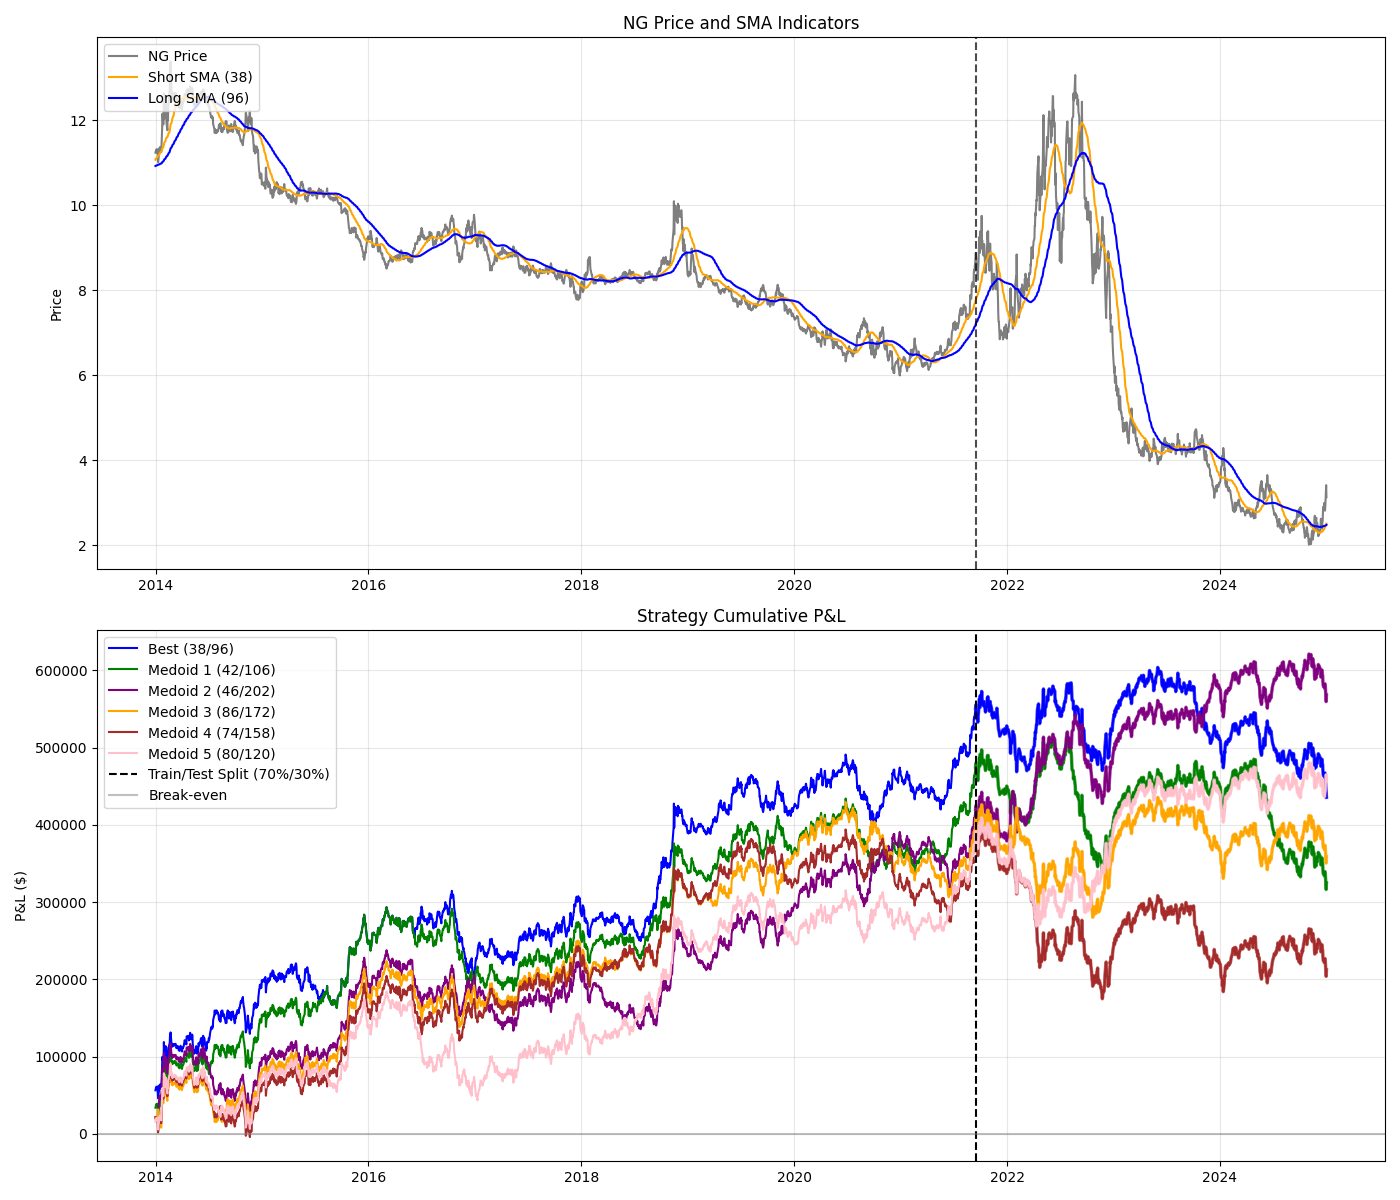 NG Price and SMA Indicators
NG Price
Short SMA (38)
Long SMA (96)
Price
12
10
8
6
4
2
2014
2016
2018
2020
2022
2024
Strategy Cumulative P&L
Best (38/96)
Medoid 1 (42/106)
Medoid 2 (46/202)
Medoid 3 (86/172)
Medoid 4 (74/158)
Medoid 5 (80/120)
Train/Test Split (70%/30%)
Break-even
P&L ($)
600000
500000
400000
300000
200000
100000
0
2014
2016
2018
2020
2022
2024